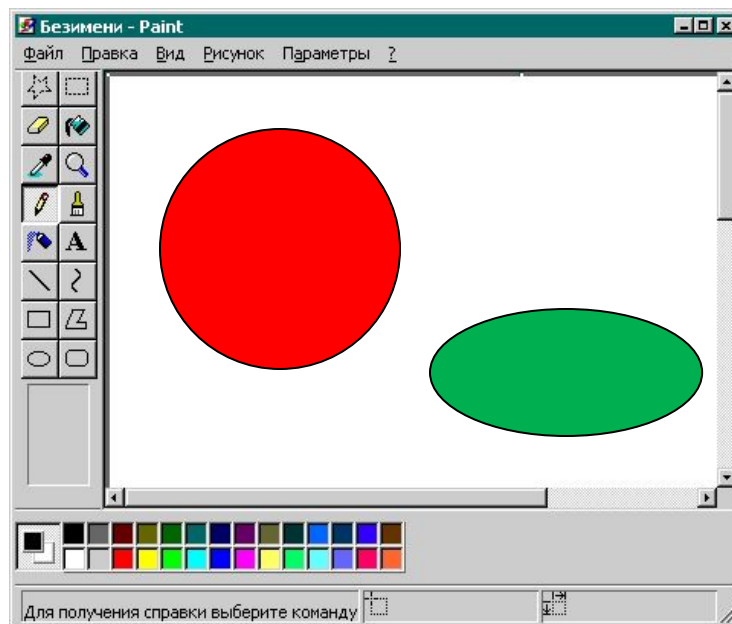 Безимени - Paint
Файл Правка Вид Рисунок Параметры ?
A
Для получения справки выберите команду